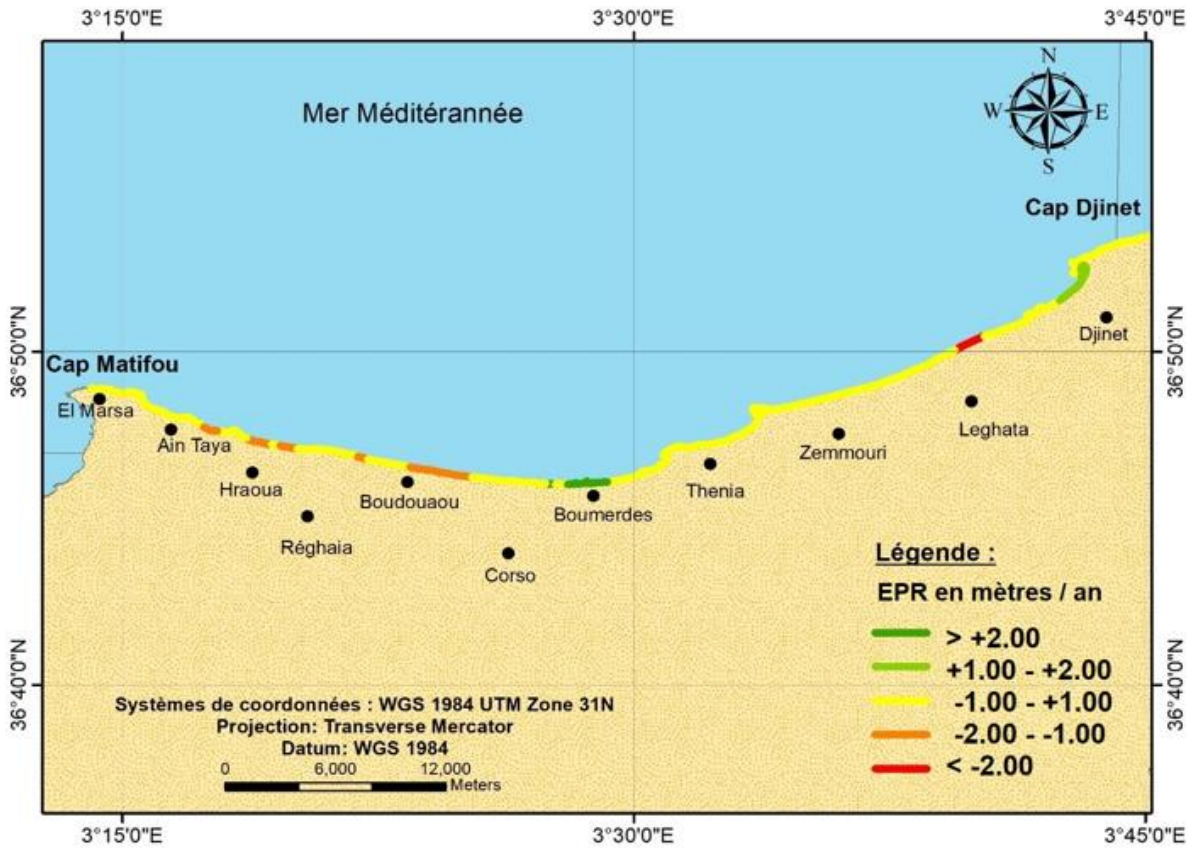 3°15'0"E
3°30'0"E
3°45'0"E
Mer Méditérannée
N
W
E
S
Cap Djinet
36°50'0"N
36°50'0"N
Djinet
Cap Matifou
El Marsa
Ain Taya
Hraoua
Réghaia
Boudouaou
Corso
Boumerdes
Thenia
Zemmouri
Leghata
Légende :
EPR en mètres / an
> +2.00
+1.00 - +2.00
-1.00 - +1.00
-2.00 - -1.00
< -2.00
36°40'0"N
36°40'0"N
Systèmes de coordonnées : WGS 1984 UTM Zone 31N
Projection: Transverse Mercator
Datum: WGS 1984
0 6,000 12,000
Meters
3°15'0"E
3°30'0"E
3°45'0"E